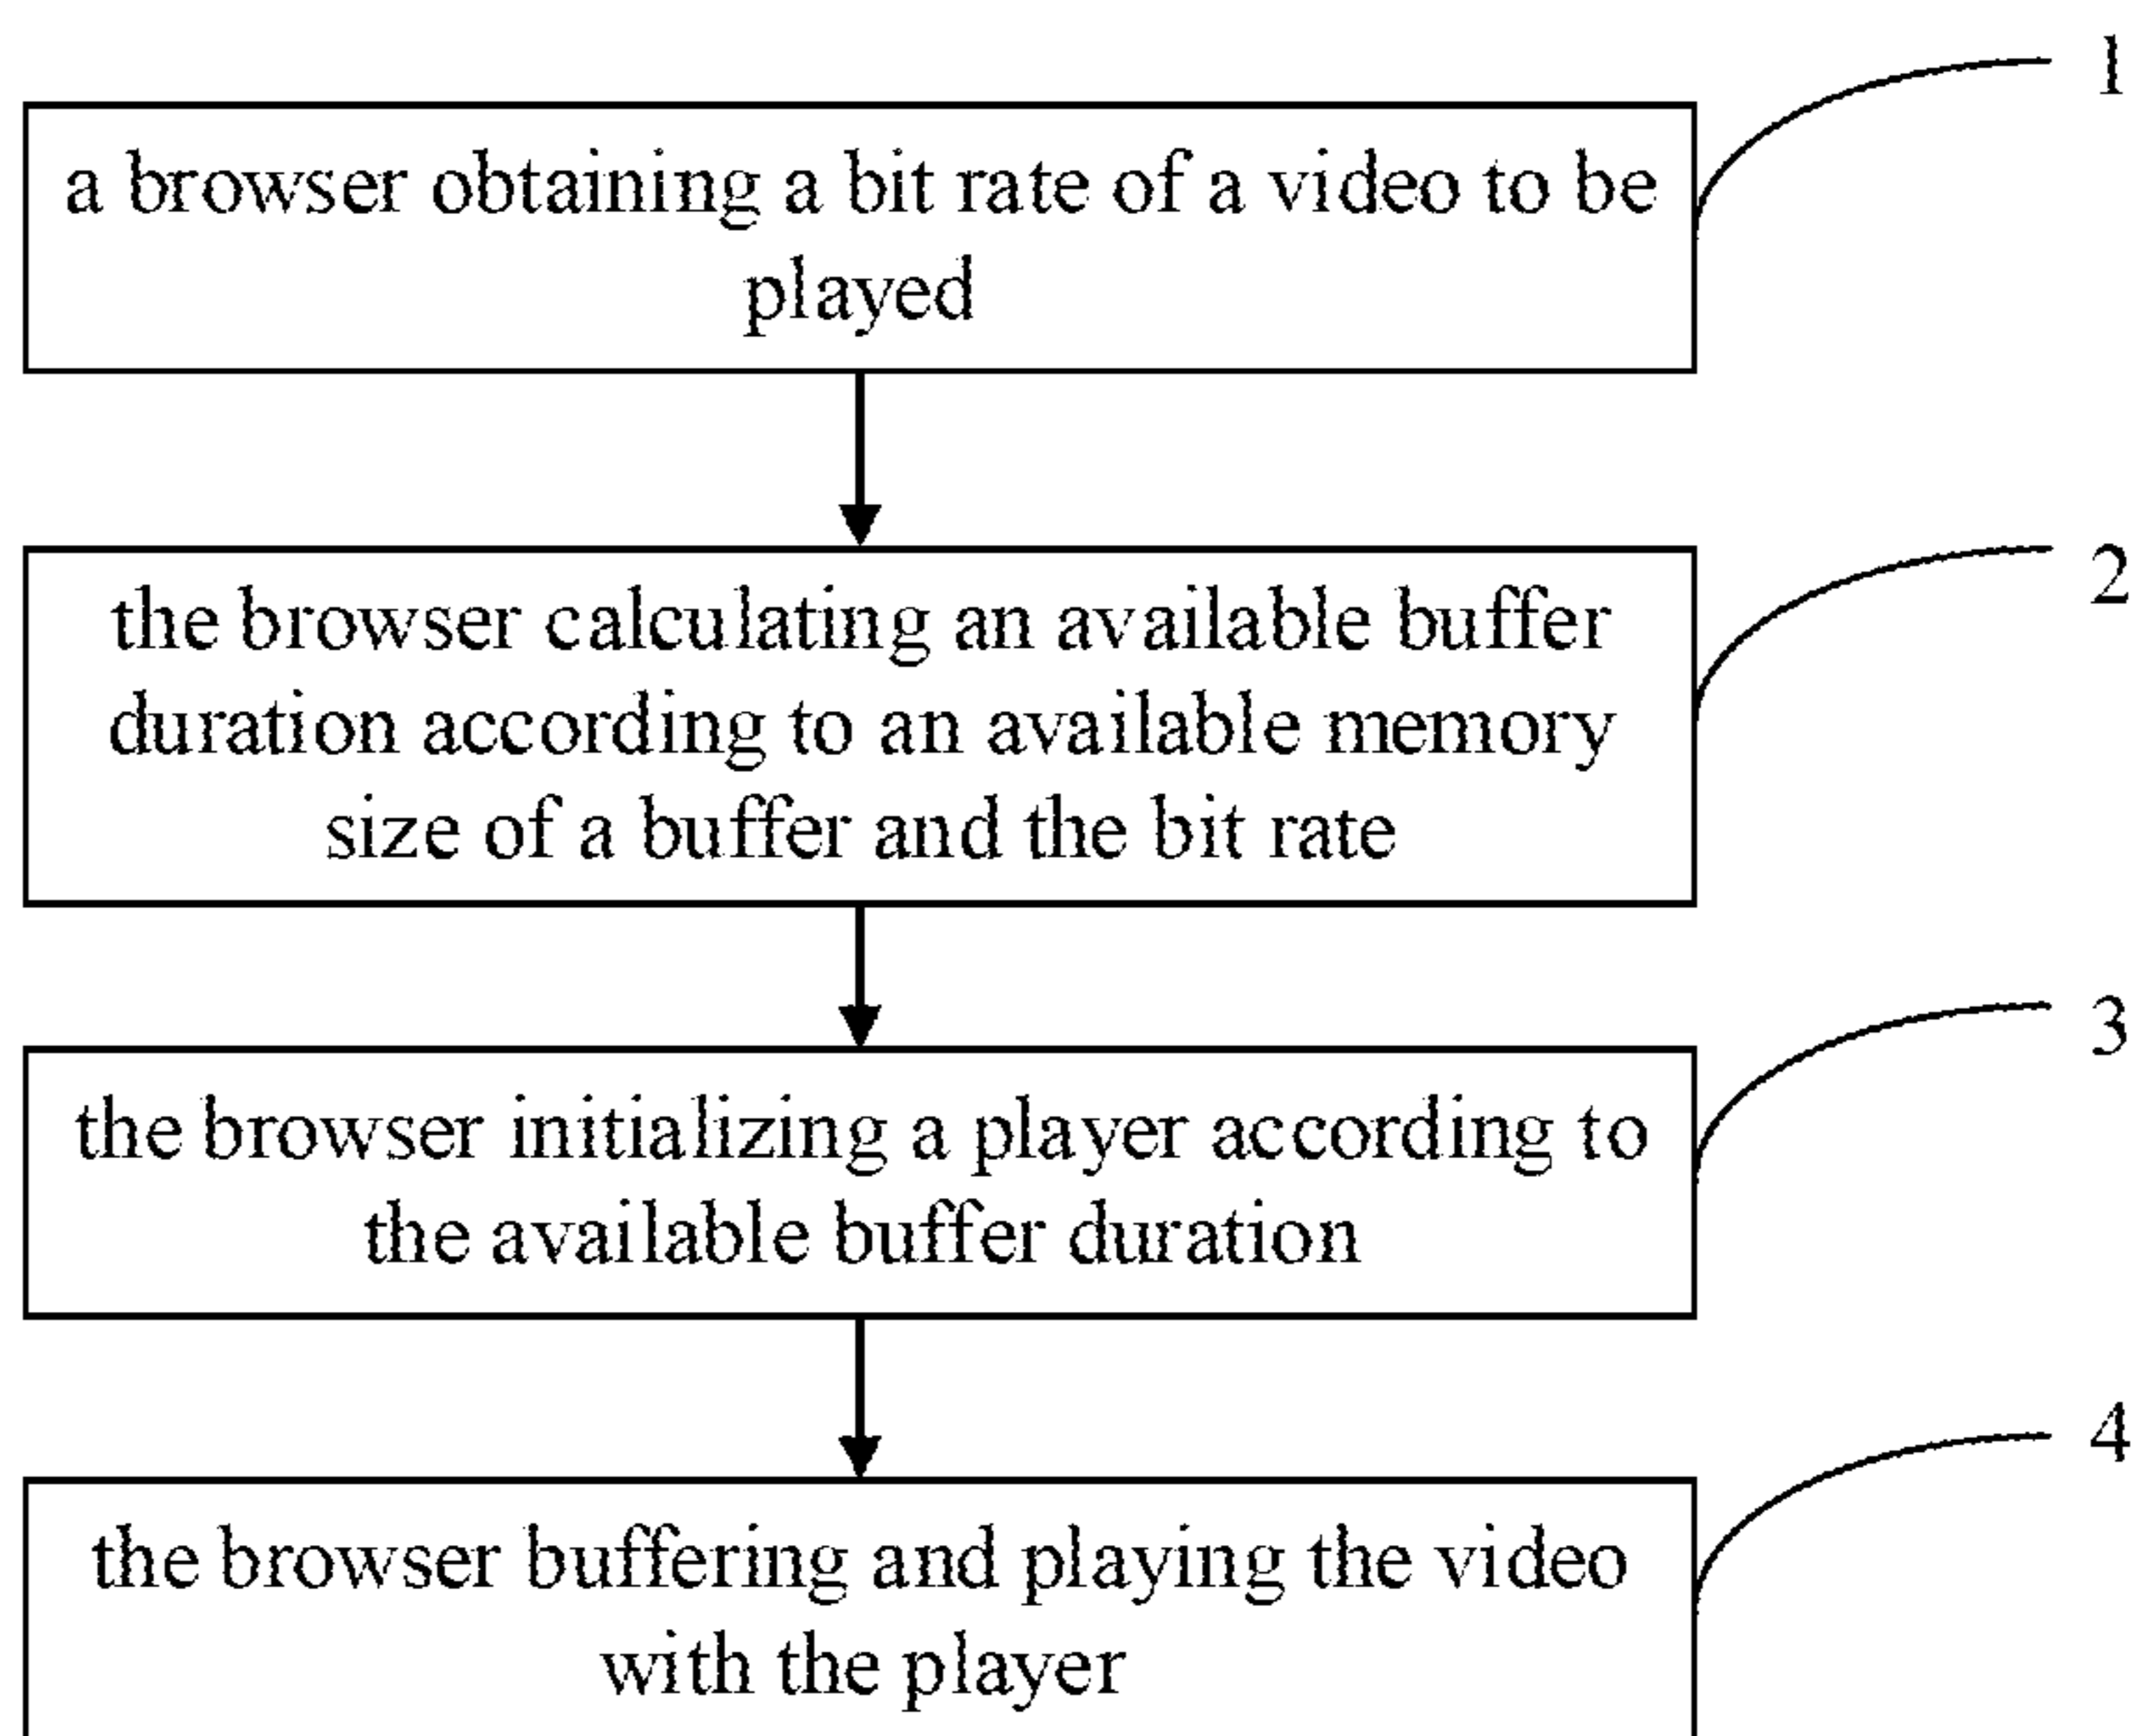 1
a browser obtaining a bit rate of a video to be
played
2
the browser calculating an available buffer
duration according to an available memory
size of a buffer and the bit rate
3
the browser initializing a player according to
the available buffer duration
4
the browser buffering and playing the video
with the player